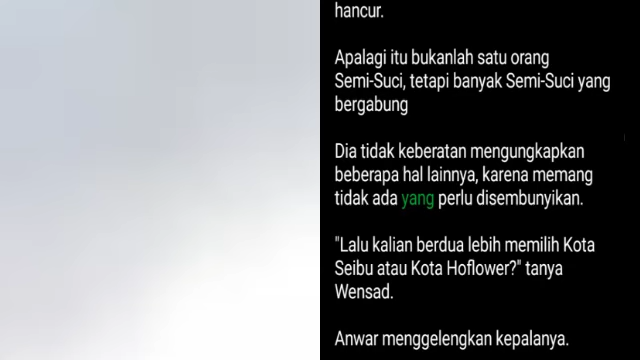 hancur.
Apalagi itu bukanlah satu orang
Semi-Suci, tetapi banyak Semi-Suci yang
bergabung
Dia tidak keberatan mengungkapkan
beberapa hal lainnya, karena memang
tidak ada yang perlu disembunyikan.
"Lalu kalian berdua lebih memilih Kota
Seibu atau Kota Hoflower?" tanya
Wensad.
Anwar menggelengkan kepalanya.